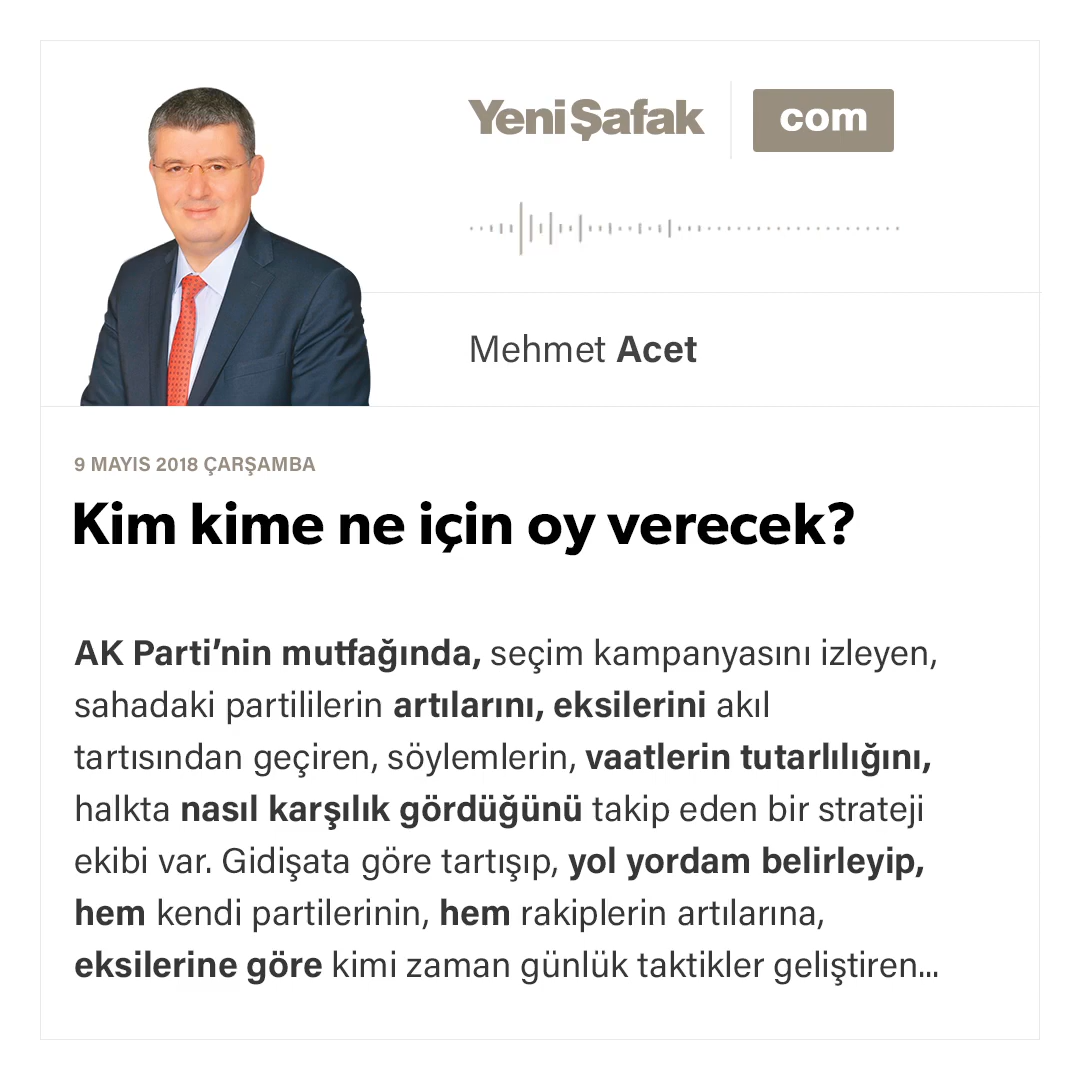 YeniŞafak com
Mehmet Acet
9 MAYIS 2018 ÇARŞAMBA
Kim kime ne için oy verecek?
AK Parti’nin mutfağında, seçim kampanyasını izleyen,
sahadaki partililerin artılarını, eksilerini akıl
tartısından geçiren, söylemlerin, vaatlerin tutarlılığını,
halkta nasıl karşılık gördüğünü takip eden bir strateji
ekibi var. Gidişata göre tartışıp, yol yordam belirleyip,
hem kendi partilerinin, hem rakiplerin artılarına,
eksilerine göre kimi zaman günlük taktikler geliştiren...